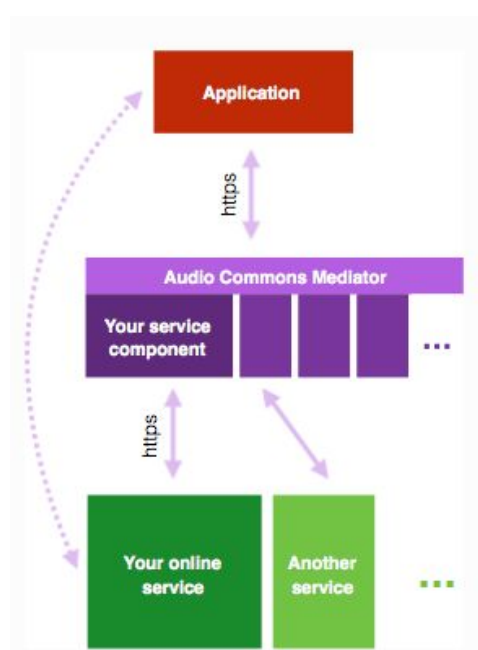 Application
https
Audio Commons Mediator
Your service
component
...
https
Your online
service
Another
service
...